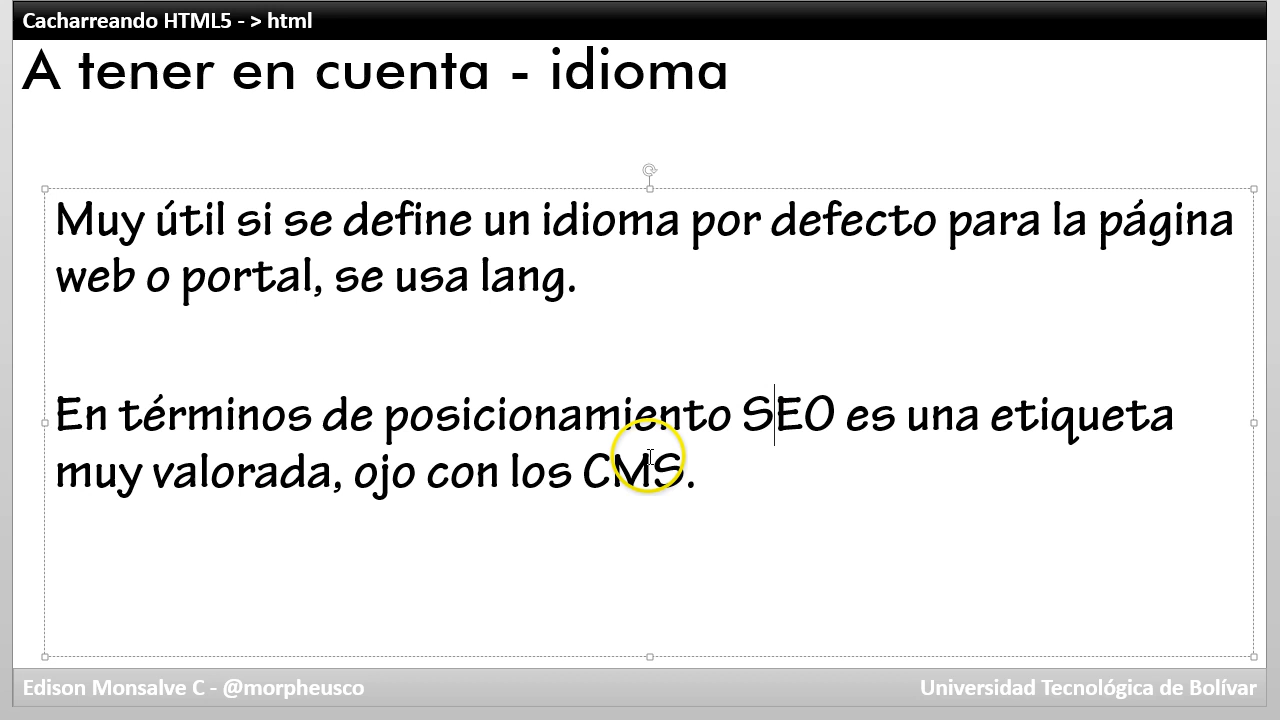 Cacharreando HTML5 - > html
A tener en cuenta - idioma
Muy útil si se define un idioma por defecto para la página
web o portal, se usa lang.
En términos de posicionamiento SEO es una etiqueta
muy valorada, ojo con los CMS.
Edison Monsalve C - @morpheusco
Universidad Tecnológica de Bolívar